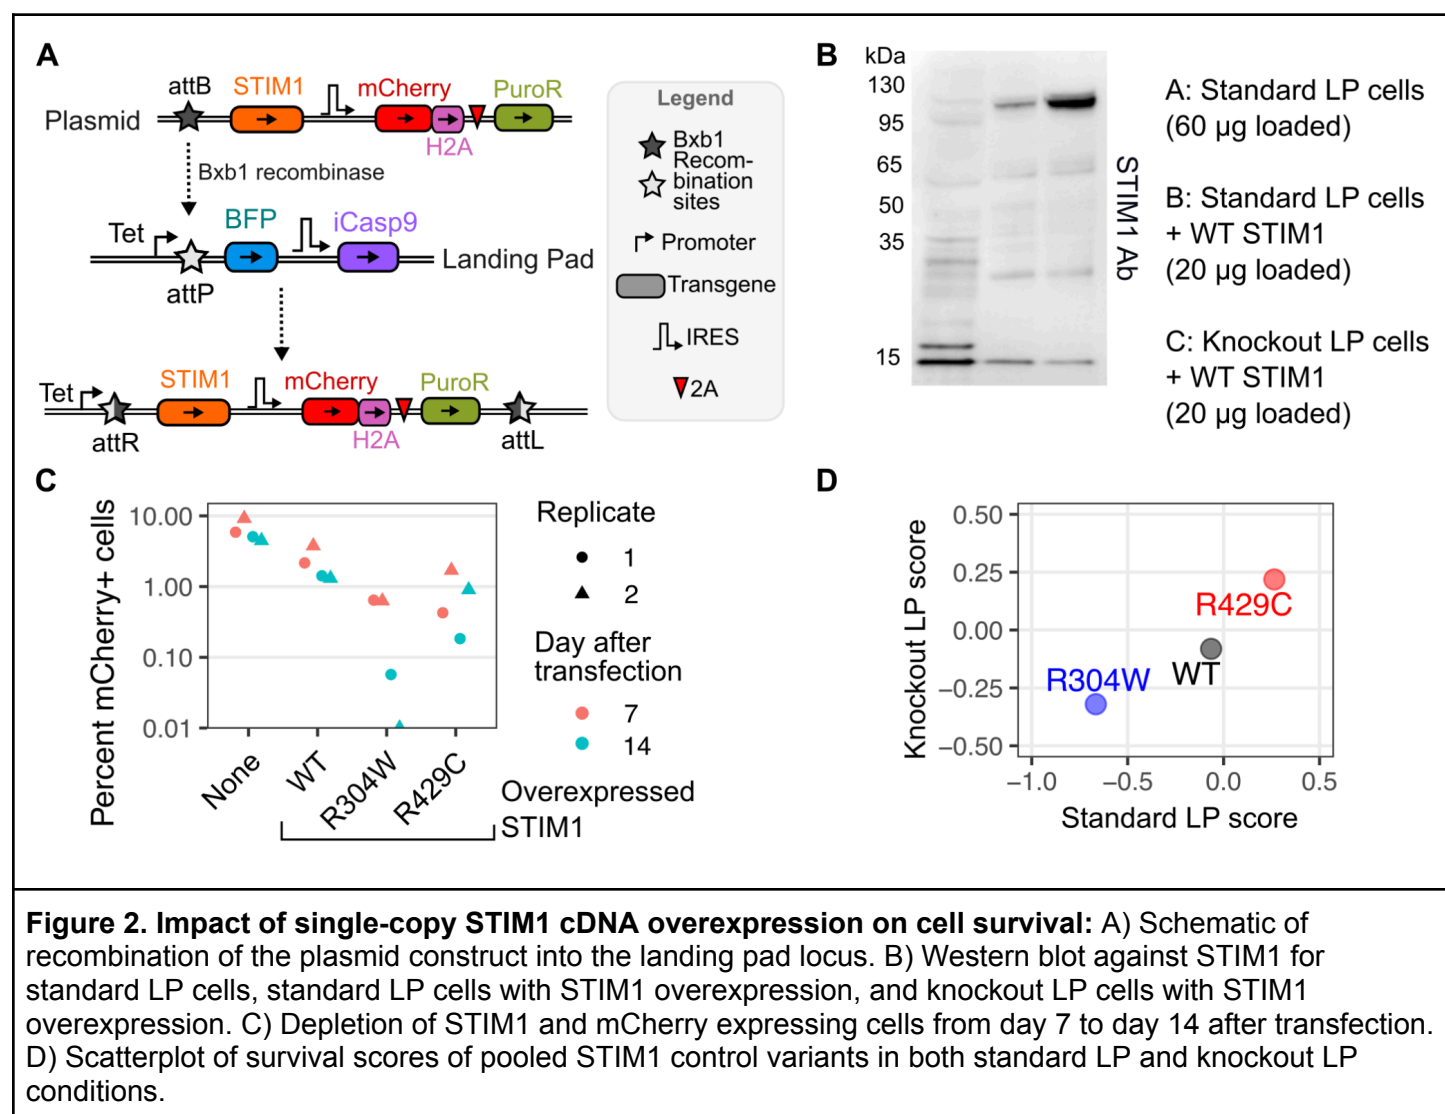 A
attB
STIM1
mCherry
PuroR
Plasmid
H2A
Bxb1 recombinase
Tet
BFP
iCasp9
Landing Pad
attP
Tet
STIM1
mCherry
PuroR
H2A
attR
attL
Legend
Bxb1
Recom-
bination
sites
Promoter
Transgene
IRES
2A
B
kDa
130
95
65
50
35
15
STIM1 Ab
A: Standard LP cells
(60 µg loaded)
B: Standard LP cells
+ WT STIM1
(20 µg loaded)
C: Knockout LP cells
+ WT STIM1
(20 µg loaded)
C
Percent mCherry+ cells
10.00
1.00
0.10
0.01
None
WT
R304W
R429C
Overexpressed
STIM1
Replicate
1
2
Day after
transfection
7
14
D
Knockout LP score
0.50
0.25
0.00
−0.25
−0.50
R429C
WT
R304W
−1.0
−0.5
0.0
0.5
Standard LP score
Figure 2. Impact of single-copy STIM1 cDNA overexpression on cell survival: A) Schematic of
recombination of the plasmid construct into the landing pad locus. B) Western blot against STIM1 for
standard LP cells, standard LP cells with STIM1 overexpression, and knockout LP cells with STIM1
overexpression. C) Depletion of STIM1 and mCherry expressing cells from day 7 to day 14 after transfection.
D) Scatterplot of survival scores of pooled STIM1 control variants in both standard LP and knockout LP
conditions.